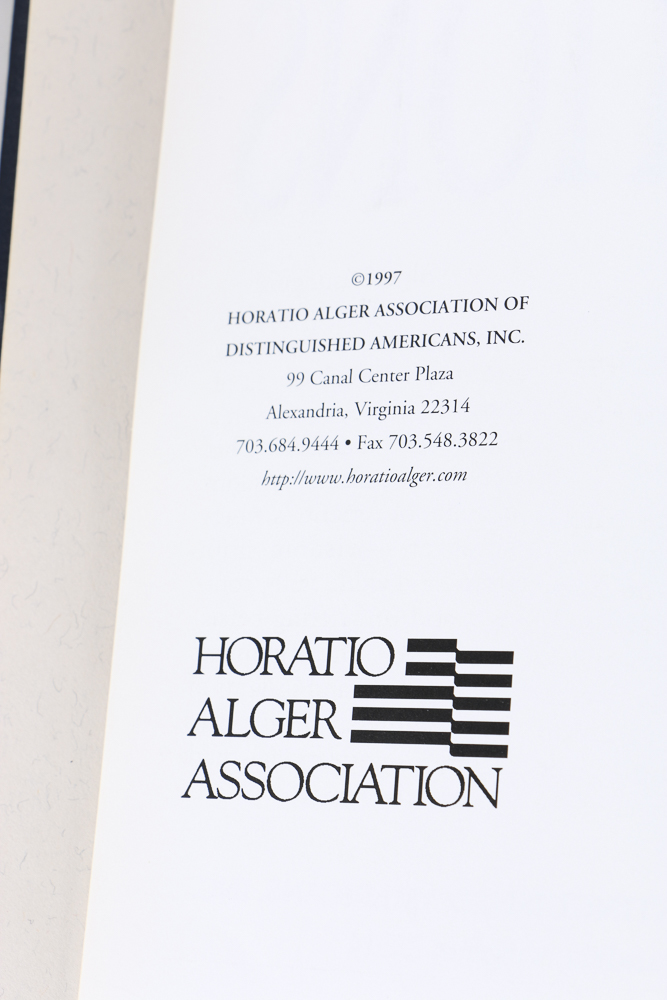 ©1997
HORATIO ALGER ASSOCIATION OF
DISTINGUISHED AMERICANS, INC.
99 Canal Center Plaza
Alexandria, Virginia 22314
703.684.9444 • Fax 703.548.3822
http://www.horatioalger.com
HORATIO
ALGER
ASSOCIATION